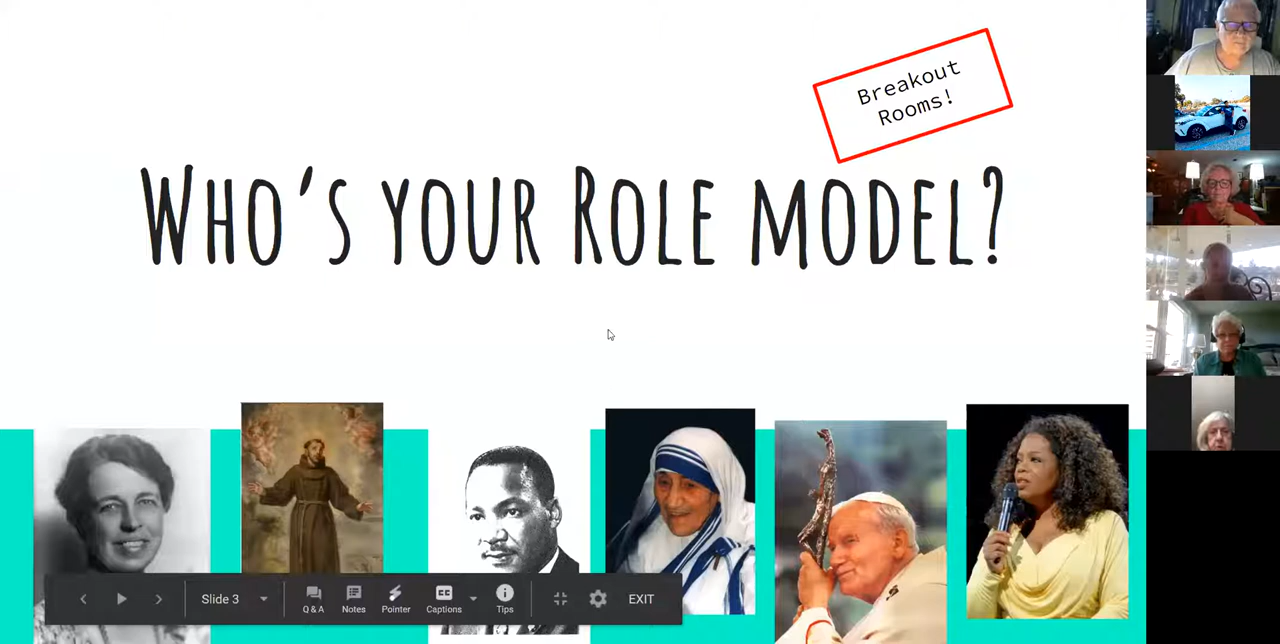 Breakout
Rooms!
WHO'S YOUR ROLE MODEL?
Slide 3
Q & A
Notes
Pointer
Captions
Tips
EXIT